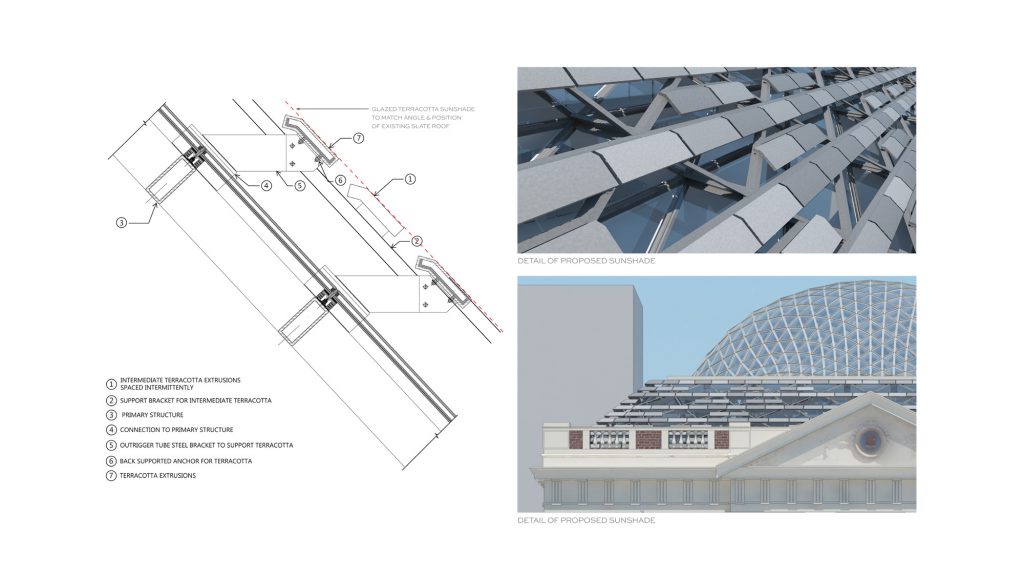 GLAZED TERRACOTTA SUNSHADE
TO MATCH ANGLE & POSITION
OF EXISTING SLATE ROOF
7
6
1
4
5
3
2
1 INTERMEDIATE TERRACOTTA EXTRUSIONS
SPACED INTERMITTENTLY
2 SUPPORT BRACKET FOR INTERMEDIATE TERRACOTTA
3 PRIMARY STRUCTURE
4 CONNECTION TO PRIMARY STRUCTURE
5 OUTRIGGER TUBE STEEL BRACKET TO SUPPORT TERRACOTTA
6 BACK SUPPORTED ANCHOR FOR TERRACOTTA
7 TERRACOTTA EXTRUSIONS
DETAIL OF PROPOSED SUNSHADE
DETAIL OF PROPOSED SUNSHADE